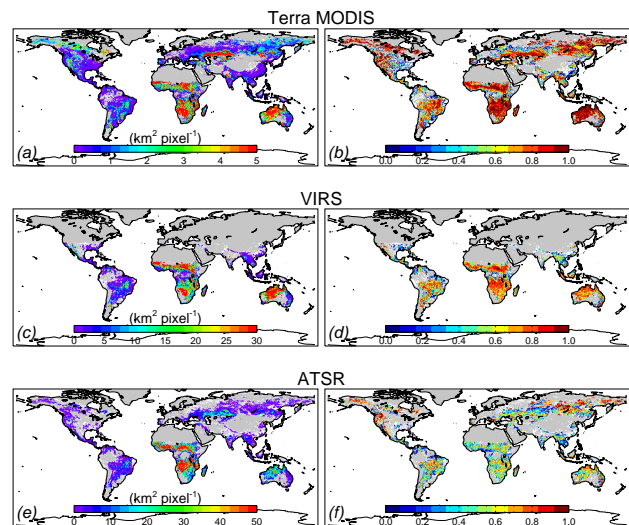 Terra MODIS
(km² pixel⁻¹)
(a)
0 1 2 3 4 5
(b)
0.0 0.2 0.4 0.6 0.8 1.0
VIRS
(km² pixel⁻¹)
(c)
0 5 10 15 20 25 30
(d)
0.0 0.2 0.4 0.6 0.8 1.0
ATSR
(km² pixel⁻¹)
(e)
0 10 20 30 40 50
(f)
0.0 0.2 0.4 0.6 0.8 1.0